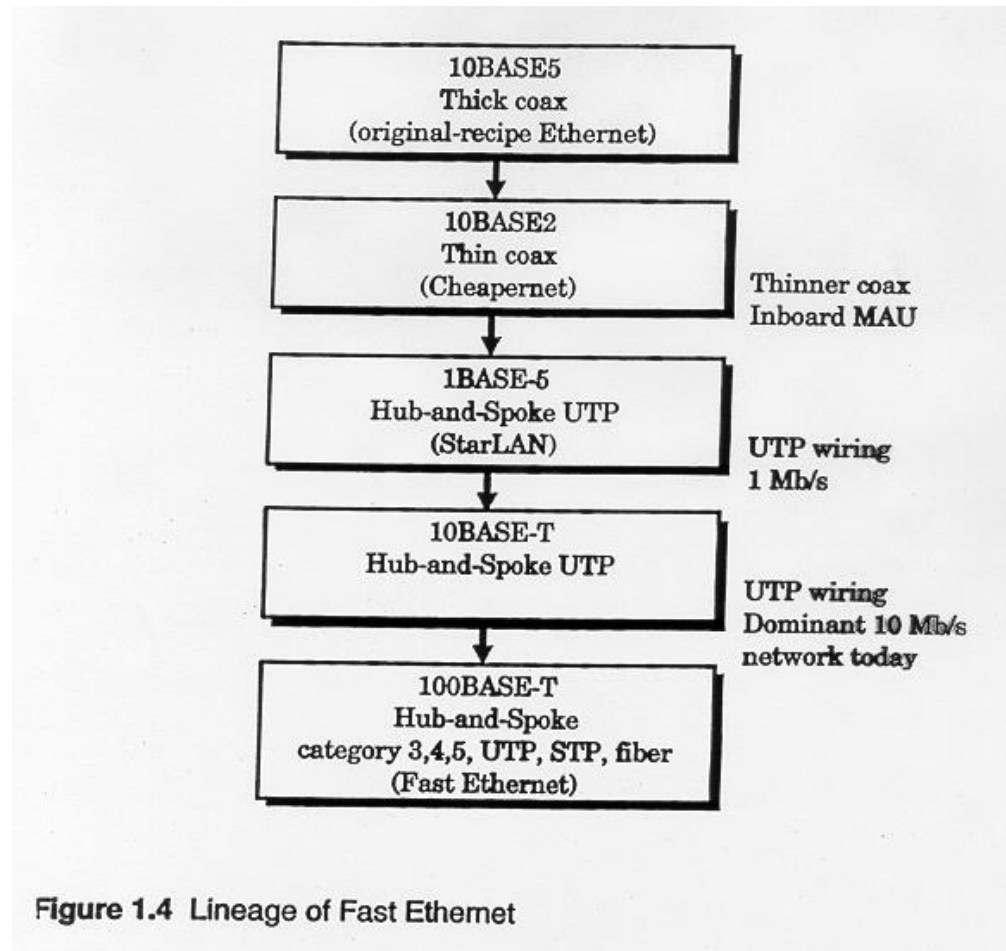 10BASE5
Thick coax
(original-recipe Ethernet)
10BASE2
Thin coax
(Cheapernet)
Thinner coax
Inboard MAU
1BASE-5
Hub-and-Spoke UTP
(StarLAN)
UTP wiring
1 Mb/s
10BASE-T
Hub-and-Spoke UTP
UTP wiring
Dominant 10 Mb/s
network today
100BASE-T
Hub-and-Spoke
category 3,4,5, UTP, STP, fiber
(Fast Ethernet)
Figure 1.4 Lineage of Fast Ethernet